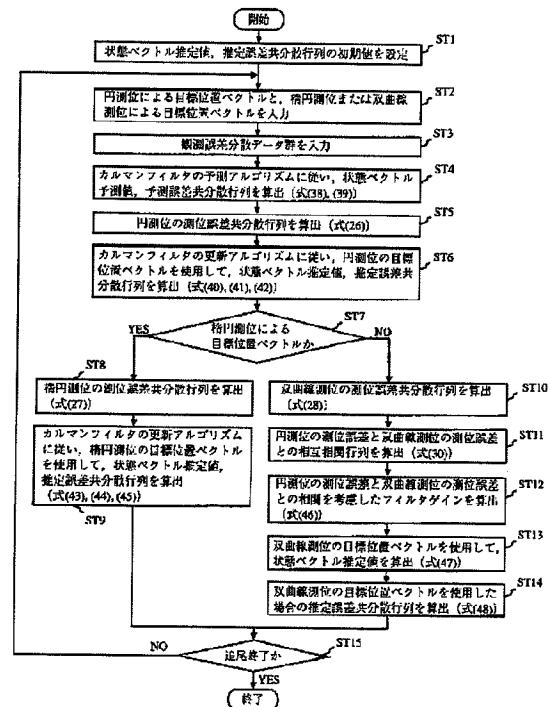 開始
ST1
状態ベクトル推定値，推定誤差共分散行列の初期値を設定
ST2
円測位による目標位置ベクトルと，楕円測位または双曲線
測位による目標位置ベクトルを入力
ST3
観測誤差分散データ群を入力
ST4
カルマンフィルタの予測アルゴリズムに従い，状態ベクトル
予測値，予測誤差共分散行列を算出（式(38),(39)）
ST5
円測位の測位誤差共分散行列を算出（式(26)）
ST6
カルマンフィルタの更新アルゴリズムに従い，円測位の目標
位置ベクトルを使用して，状態ベクトル推定値，推定誤差共
分散行列を算出（式(40),(41),(42)）
ST7
楕円測位による
目標位置ベクトルか
YES
NO
ST8
楕円測位の測位誤差共分散行列を算出
（式(27)）
カルマンフィルタの更新アルゴリズム
に従い，楕円測位の目標位置ベクトル
を使用して，状態ベクトル推定値，
推定誤差共分散行列を算出
（式(43),(44),(45)）
ST9
ST10
双曲線測位の測位誤差共分散行列を算出
（式(28)）
ST11
円測位の測位誤差と双曲線測位の測位誤差
との相互相関行列を算出（式(30)）
ST12
円測位の測位誤差と双曲線測位の測位誤差
との相関を考慮したフィルタゲインを算出
（式(46)）
ST13
双曲線測位の目標位置ベクトルを使用して，
状態ベクトル推定値を算出（式(47)）
ST14
双曲線測位の目標位置ベクトルを使用した
場合の推定誤差共分散行列を算出（式(48)）
ST15
追尾終了か
NO
YES
終了